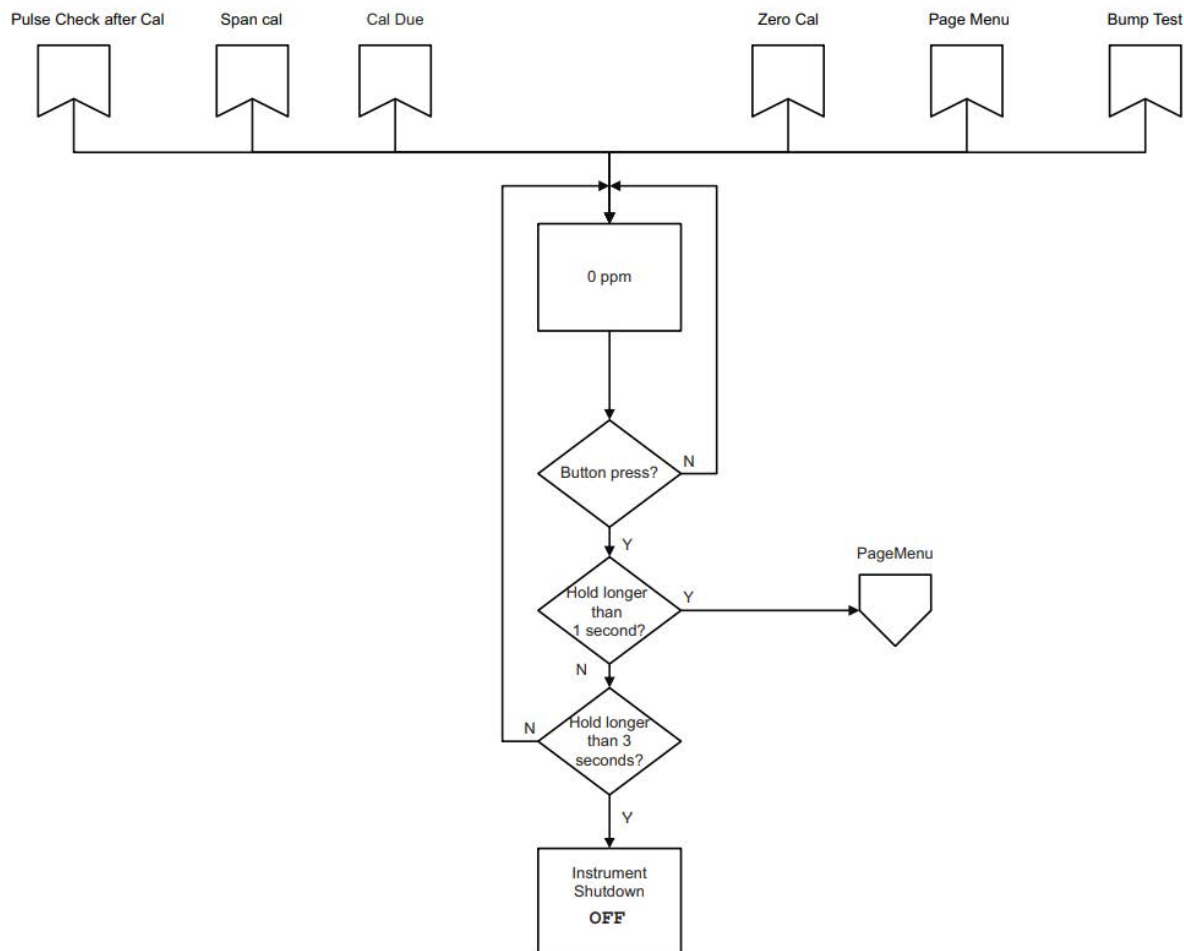 Pulse Check after Cal
Span cal
Cal Due
Zero Cal
Page Menu
Bump Test
0 ppm
Button press?
N
Y
Hold longer
than
1 second?
Y
PageMenu
N
Hold longer
than 3
seconds?
N
Y
Instrument
Shutdown
OFF